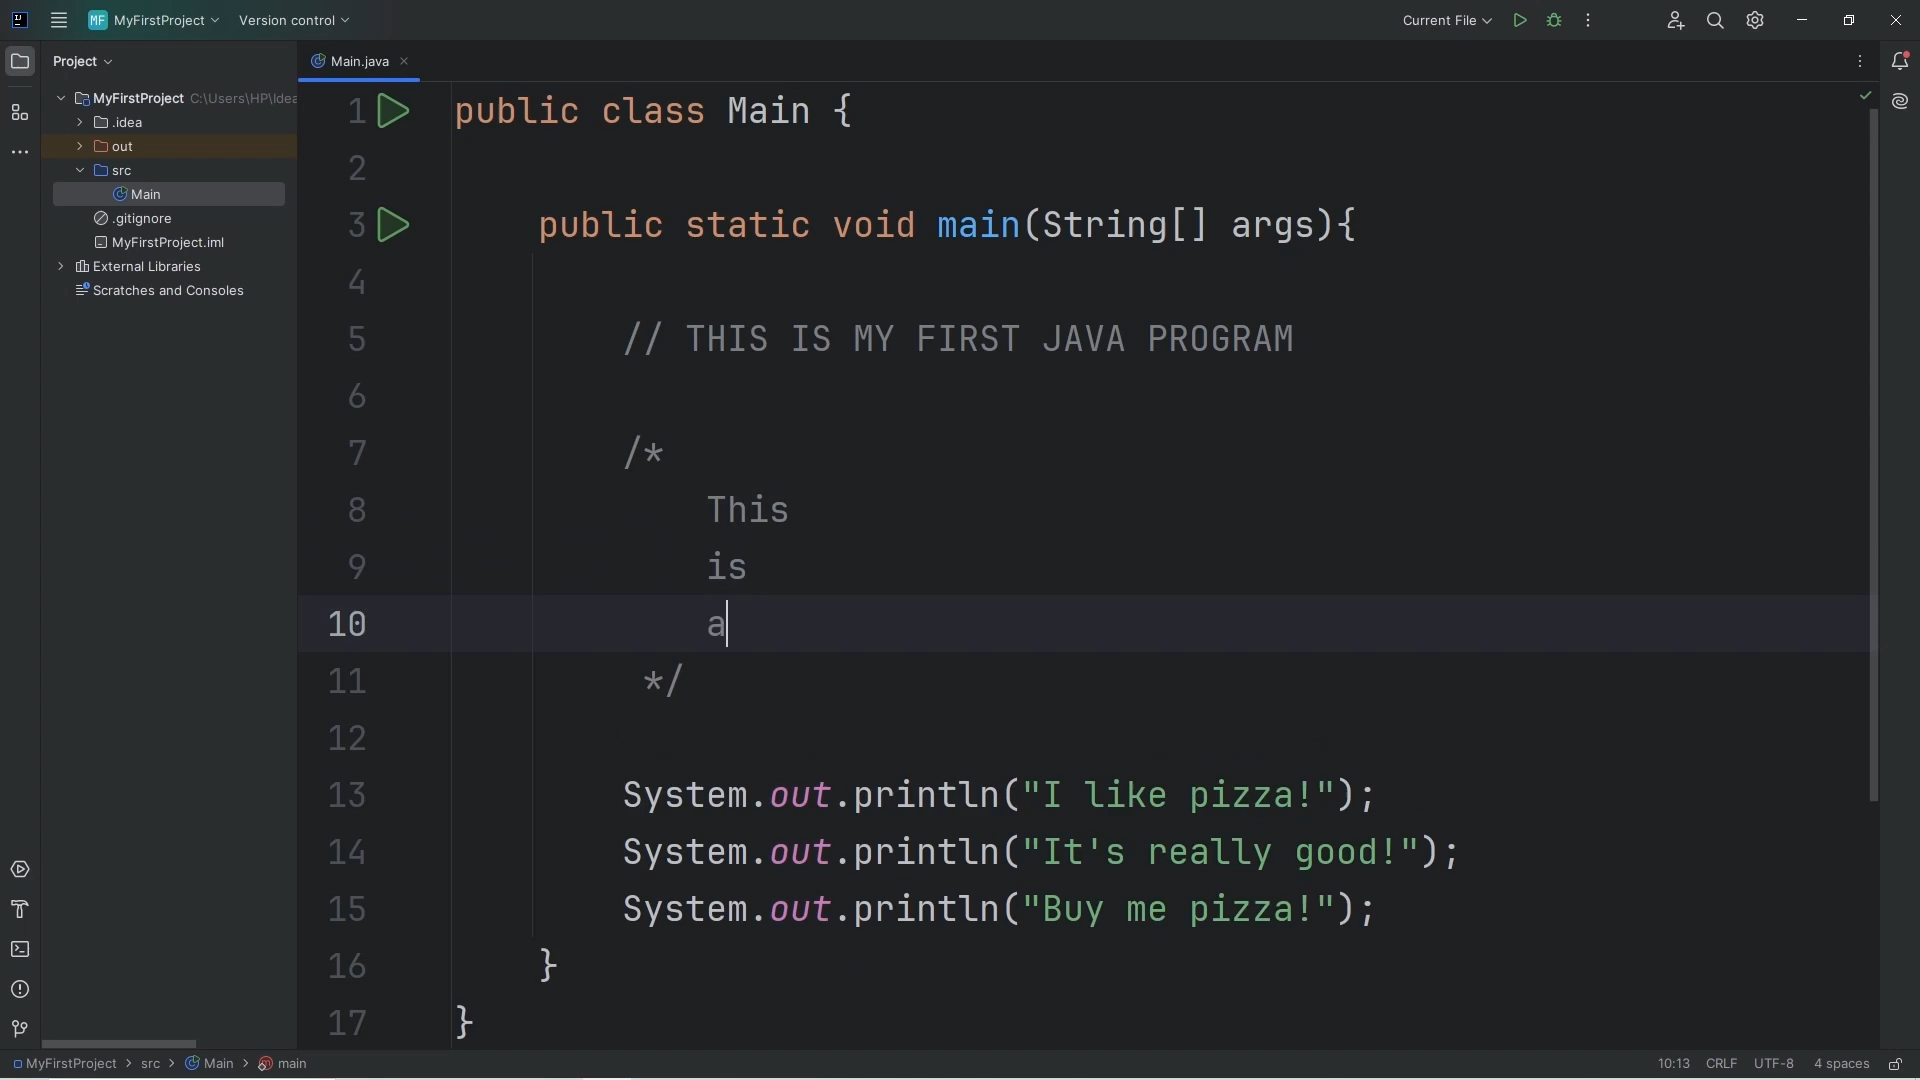 MF MyFirstProject Version control Current File
Project Main.java
MyFirstProject C:\Users\HP\Idea
.idea
out
src
Main
.gitignore
MyFirstProject.iml
External Libraries
Scratches and Consoles
1 public class Main {
2
3 public static void main(String[] args){
4
5 // THIS IS MY FIRST JAVA PROGRAM
6
7 /*
8 This
9 is
10 a
11 */
12
13 System.out.println("I like pizza!");
14 System.out.println("It's really good!");
15 System.out.println("Buy me pizza!");
16 }
17 }
MyFirstProject > src > Main > main 10:13 CRLF UTF-8 4 spaces